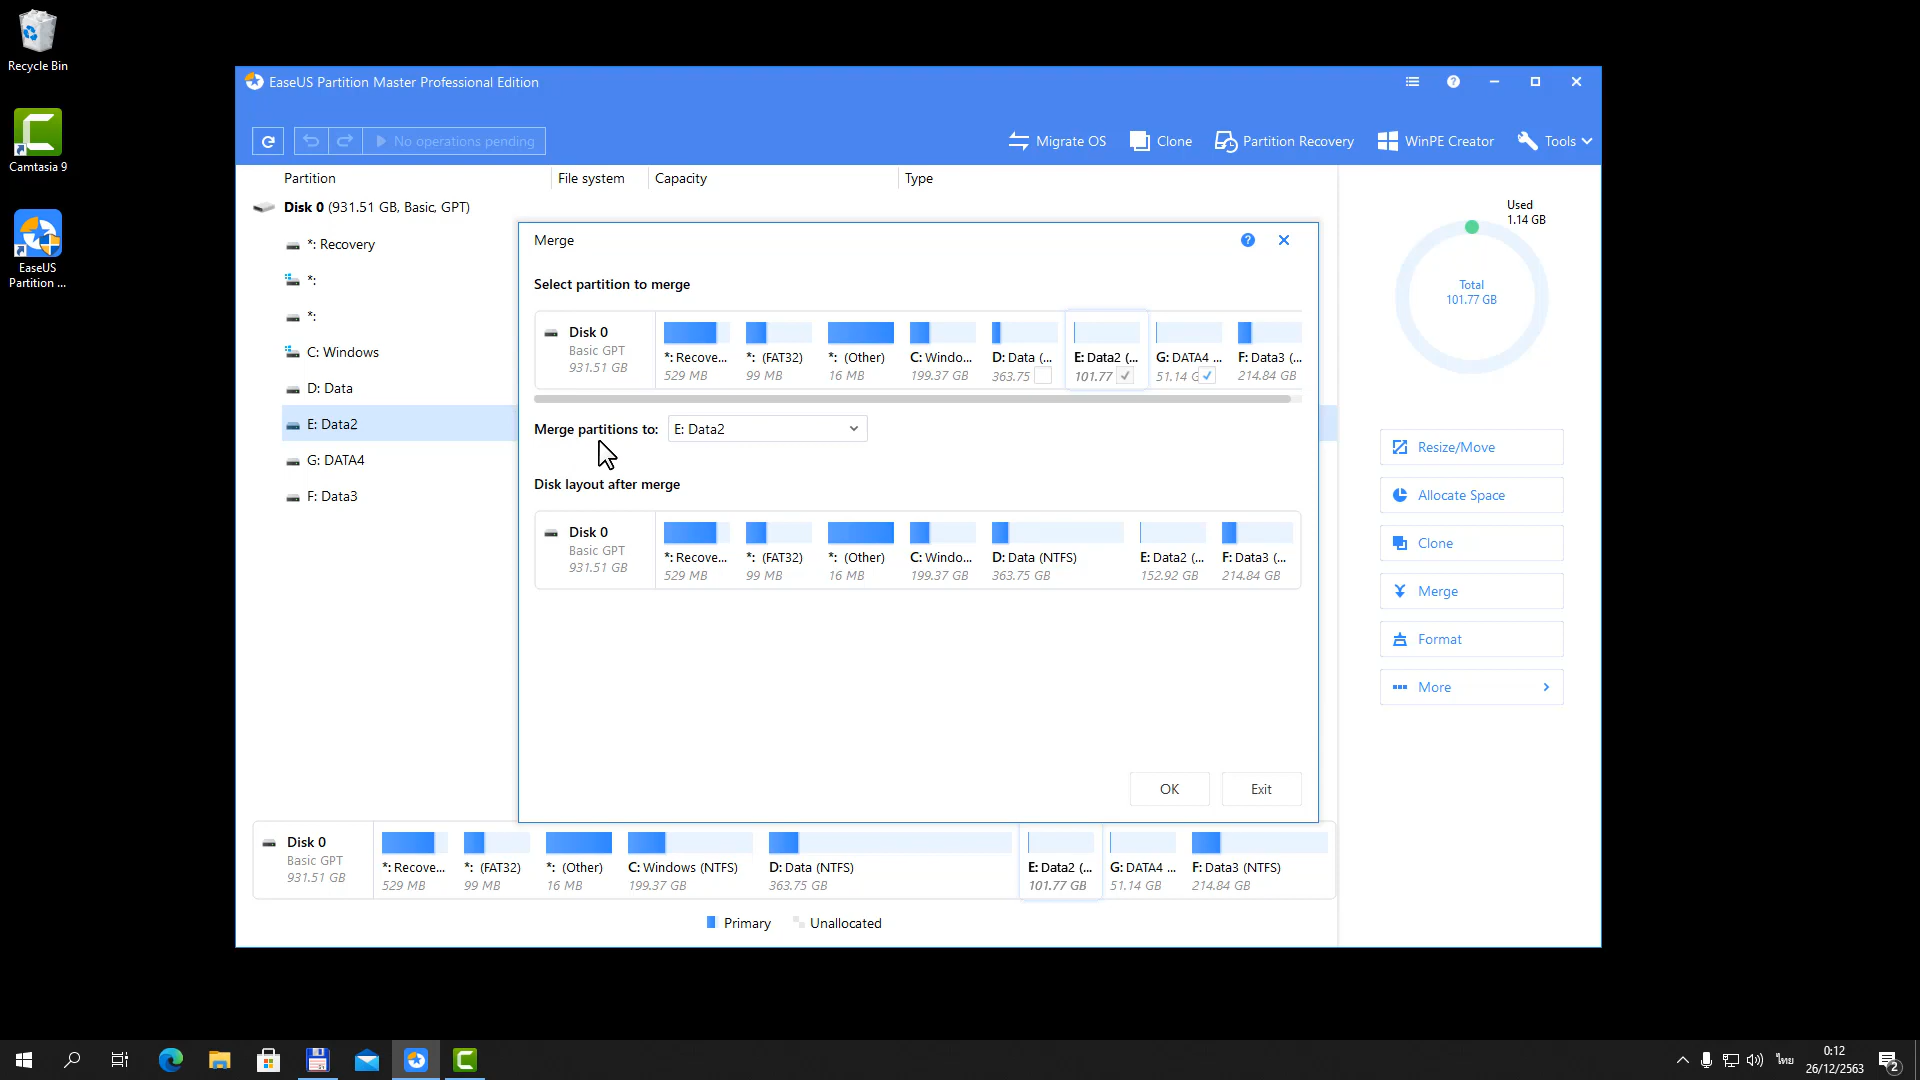 Recycle Bin
Camtasia 9
EaseUS
Partition ...
EaseUS Partition Master Professional Edition
No operations pending
Migrate OS
Clone
Partition Recovery
WinPE Creator
Tools
Partition
File system
Capacity
Type
Disk 0 (931.51 GB, Basic, GPT)
*: Recovery
*:
*:
C: Windows
D: Data
E: Data2
G: DATA4
F: Data3
Used
1.14 GB
Total
101.77 GB
Resize/Move
Allocate Space
Clone
Merge
Format
More
Merge
Select partition to merge
Disk 0
Basic GPT
931.51 GB
*: Recove...
529 MB
*: (FAT32)
99 MB
*: (Other)
16 MB
C: Windo...
199.37 GB
D: Data (...
363.75
E: Data2 (...
101.77
G: DATA4 ...
51.14 G
F: Data3 (...
214.84 GB
Merge partitions to:
E: Data2
Disk layout after merge
Disk 0
Basic GPT
931.51 GB
*: Recove...
529 MB
*: (FAT32)
99 MB
*: (Other)
16 MB
C: Windo...
199.37 GB
D: Data (NTFS)
363.75 GB
E: Data2 (...
152.92 GB
F: Data3 (...
214.84 GB
OK
Exit
Disk 0
Basic GPT
931.51 GB
*: Recove...
529 MB
*: (FAT32)
99 MB
*: (Other)
16 MB
C: Windows (NTFS)
199.37 GB
D: Data (NTFS)
363.75 GB
E: Data2 (...
101.77 GB
G: DATA4 ...
51.14 GB
F: Data3 (NTFS)
214.84 GB
Primary
Unallocated
ไทย
0:12
26/12/2563
2